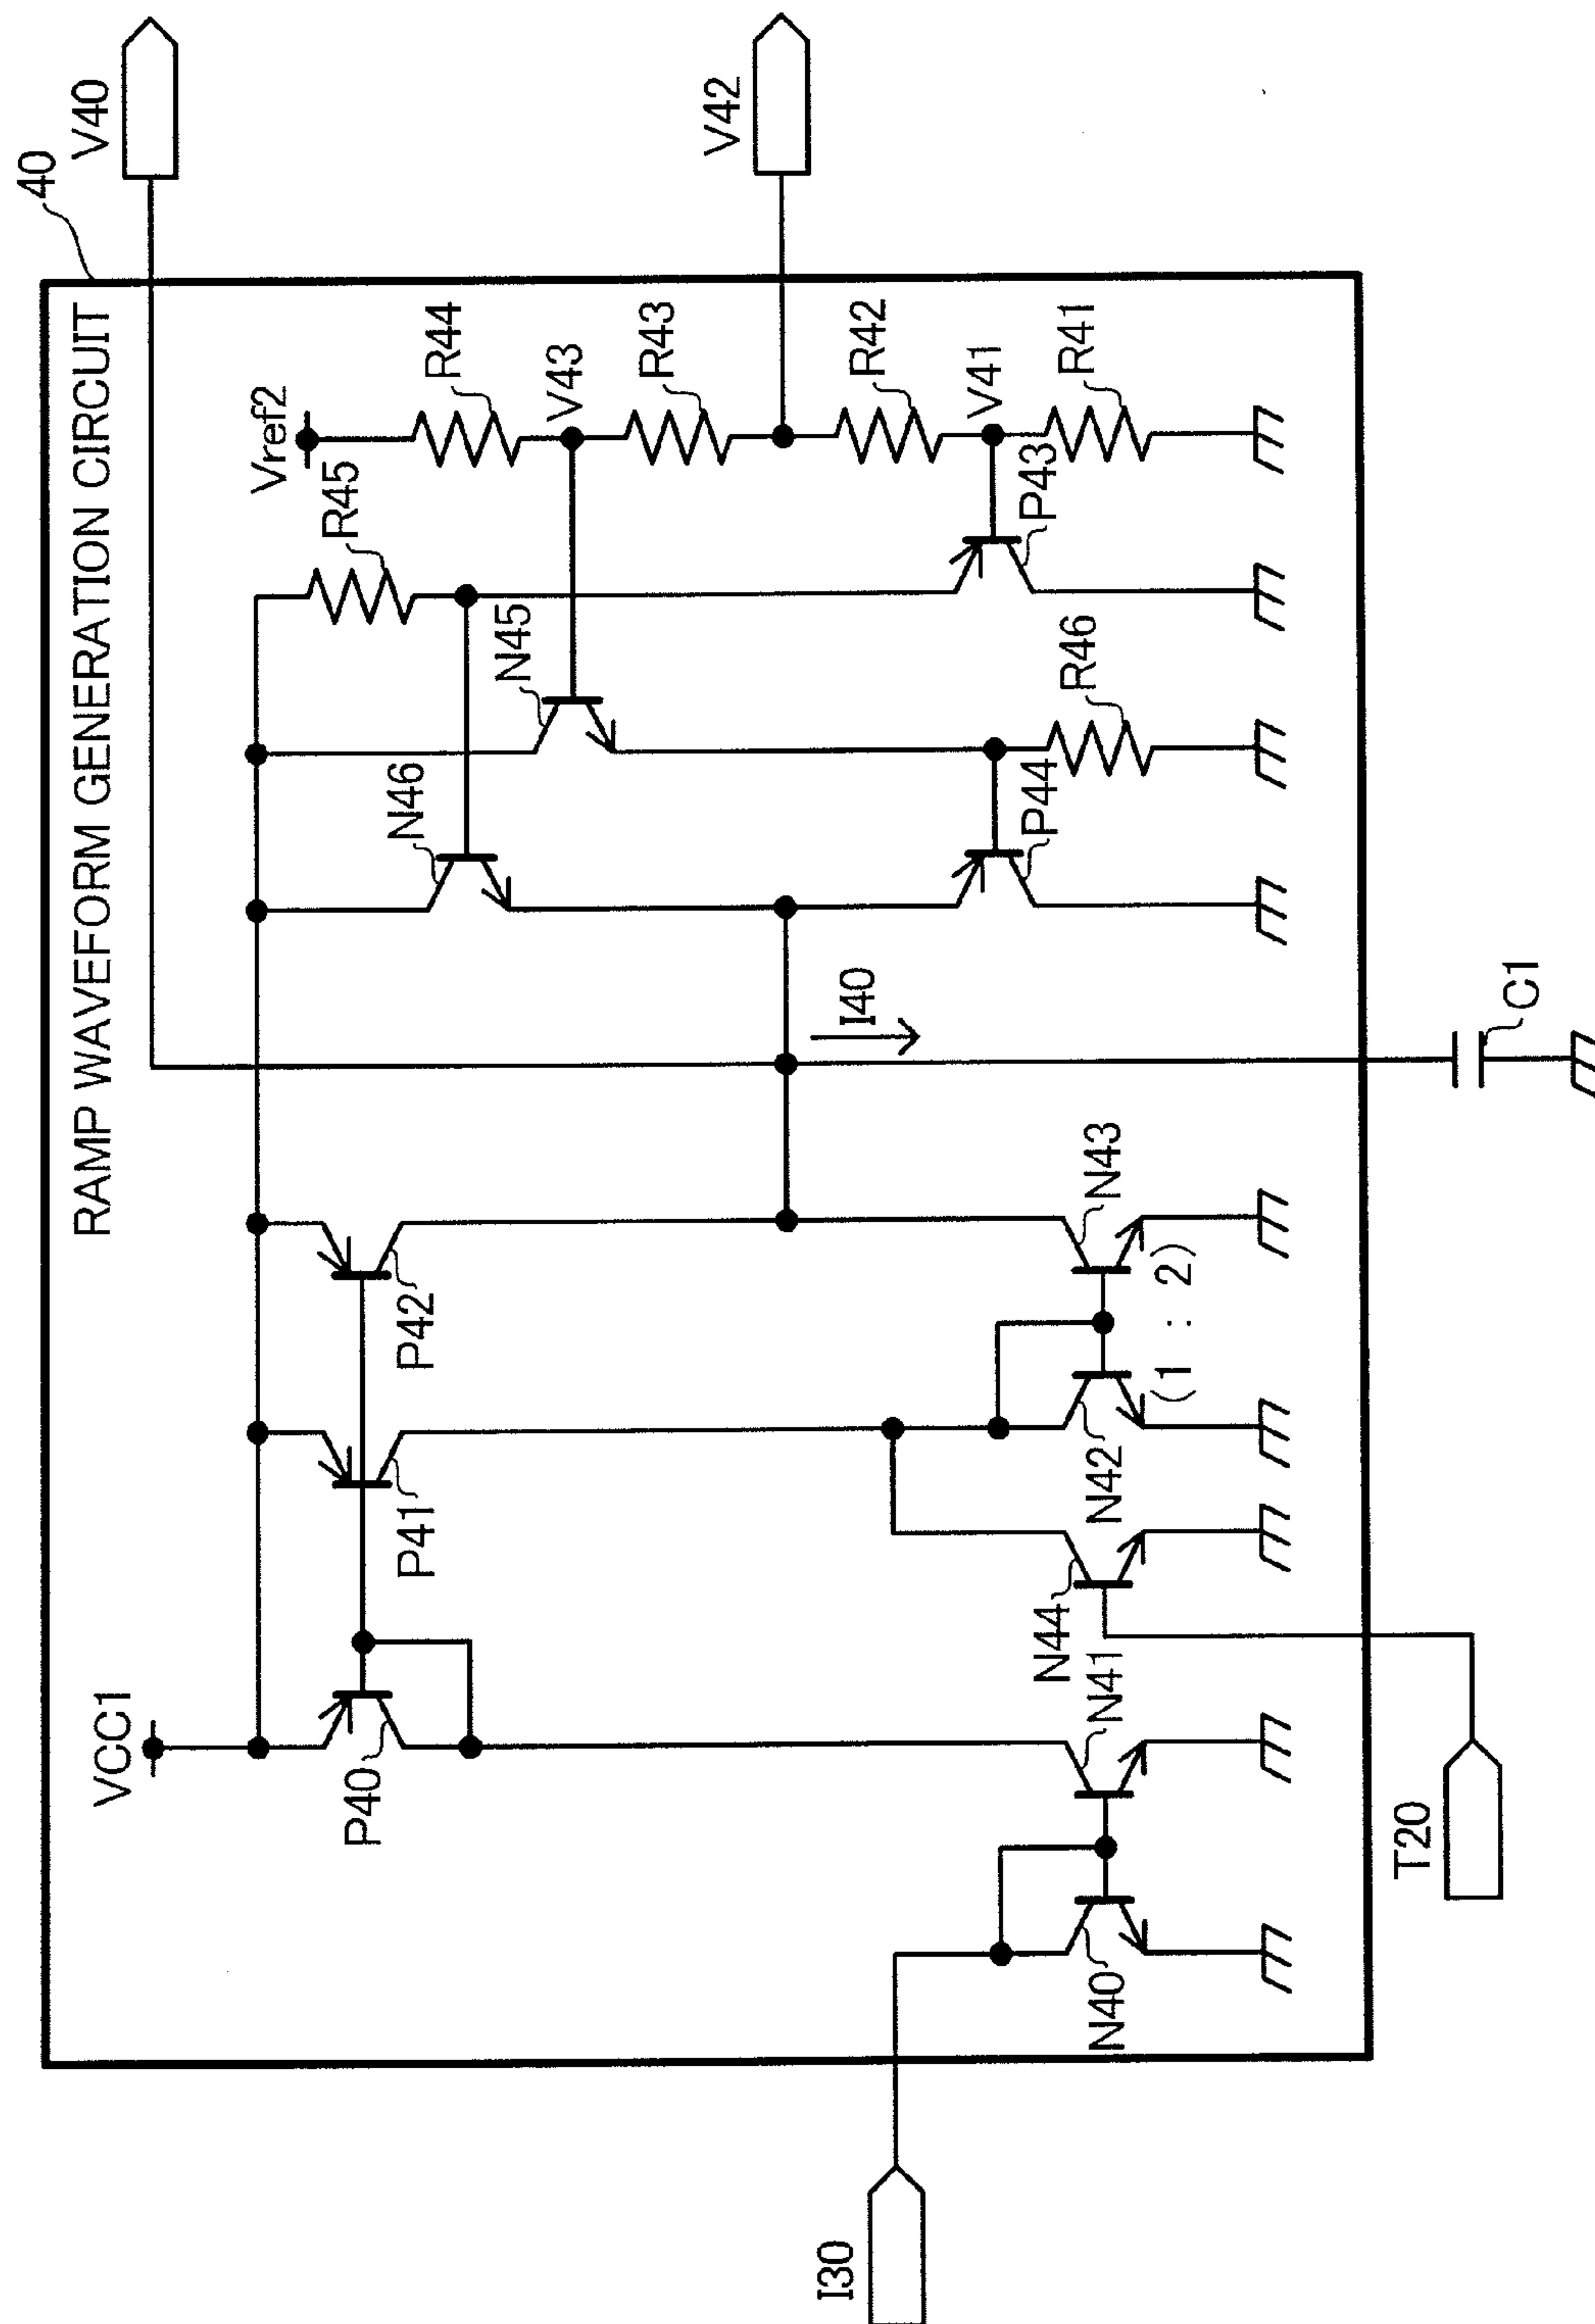 40
V40
RAMP WAVEFORM GENERATION CIRCUIT
VCC1
Vref2
R45
R44
P40
P41
P42
N46
N45
V43
R43
V42
I30
I40
R42
V41
P43
R41
N40
N41
N44
N42
N43
(1 : 2)
P44
R46
T20
C1